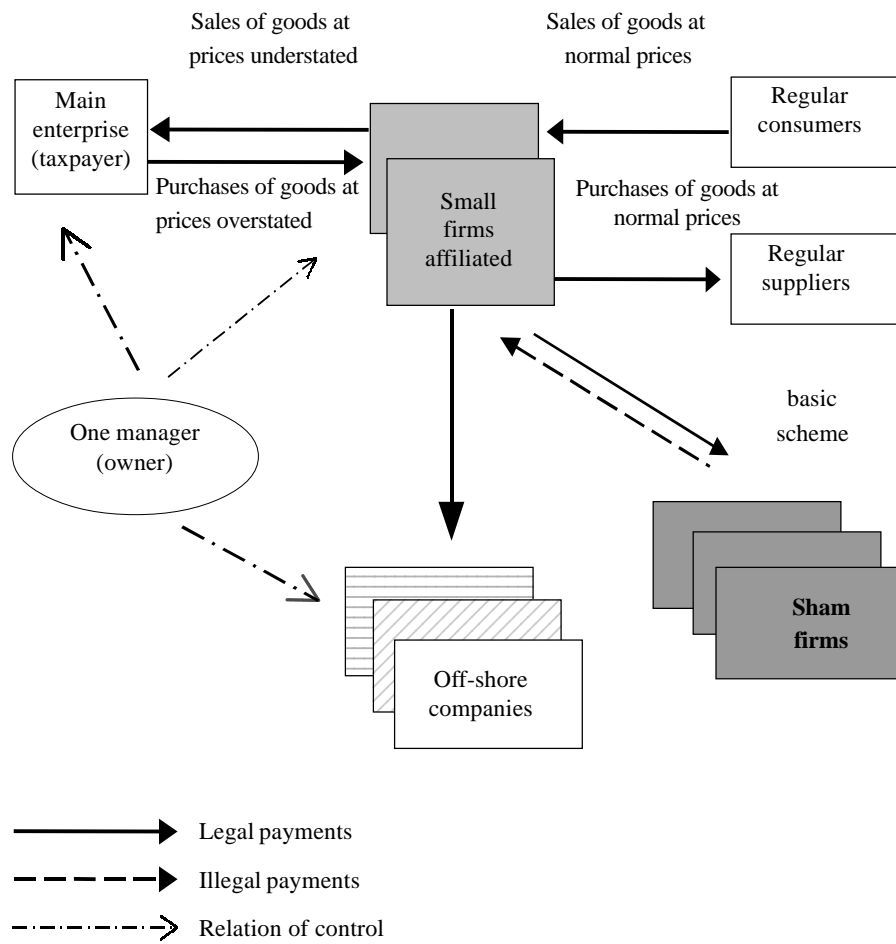 Sales of goods at
prices understated
Sales of goods at
normal prices
Main
enterprise
(taxpayer)
Regular
consumers
Purchases of goods at
prices overstated
Small
firms
affiliated
Purchases of goods at
normal prices
Regular
suppliers
One manager
(owner)
basic
scheme
Sham
firms
Off-shore
companies
Legal payments
Illegal payments
Relation of control